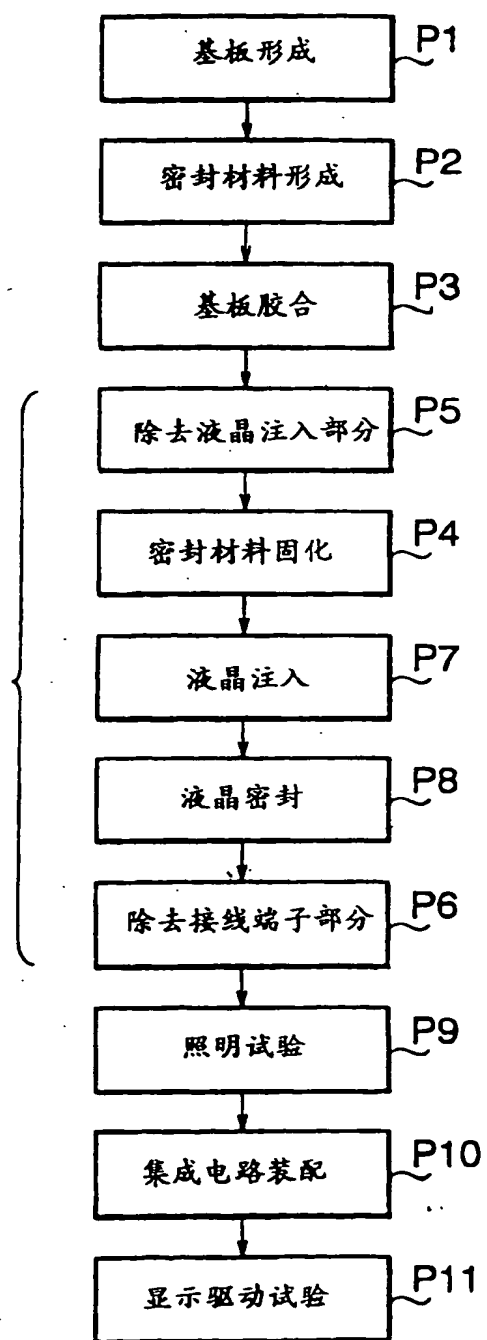 基板形成 P1
密封材料形成 P2
基板胶合 P3
除去液晶注入部分 P5
密封材料固化 P4
液晶注入 P7
液晶密封 P8
除去接线端子部分 P6
照明试验 P9
集成电路装配 P10
显示驱动试验 P11